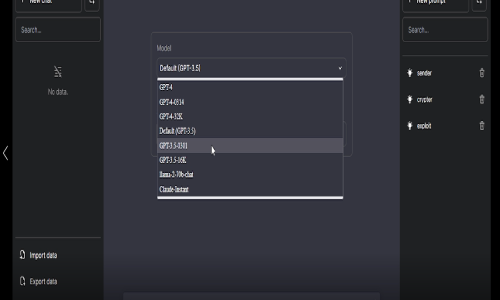 New chat
Search...
No data.
Import data
Export data
Model
Default (GPT-3.5)
GPT-4
GPT-4-0314
GPT-4-32K
Default (GPT-3.5)
GPT-3.5-0301
GPT-3.5-16K
llama-2-70b-chat
Claude-Instant
New prompt
Search...
sender
crypter
exploit